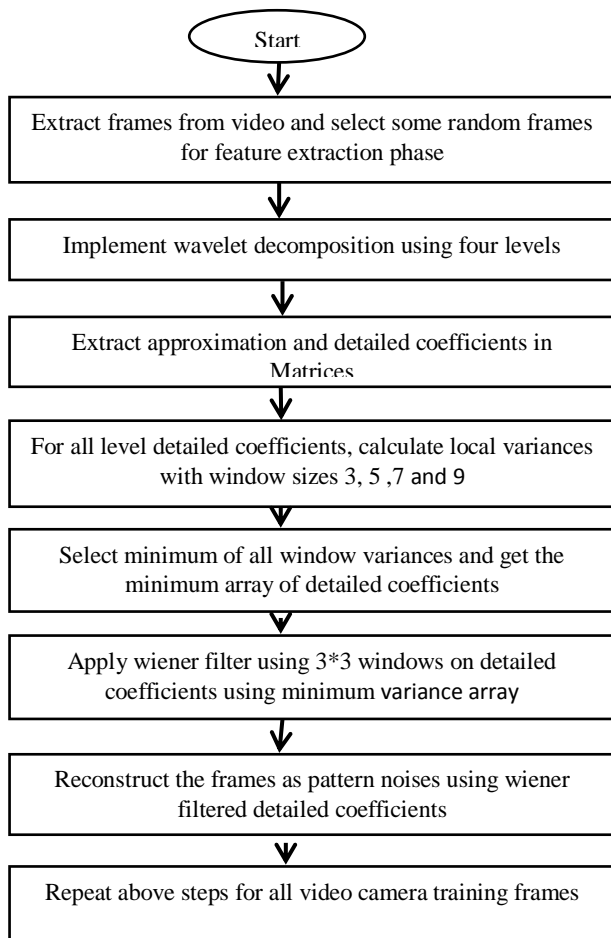 Start
Extract frames from video and select some random frames
for feature extraction phase
Implement wavelet decomposition using four levels
Extract approximation and detailed coefficients in
Matrices
For all level detailed coefficients, calculate local variances
with window sizes 3, 5 ,7 and 9
Select minimum of all window variances and get the
minimum array of detailed coefficients
Apply wiener filter using 3*3 windows on detailed
coefficients using minimum variance array
Reconstruct the frames as pattern noises using wiener
filtered detailed coefficients
Repeat above steps for all video camera training frames